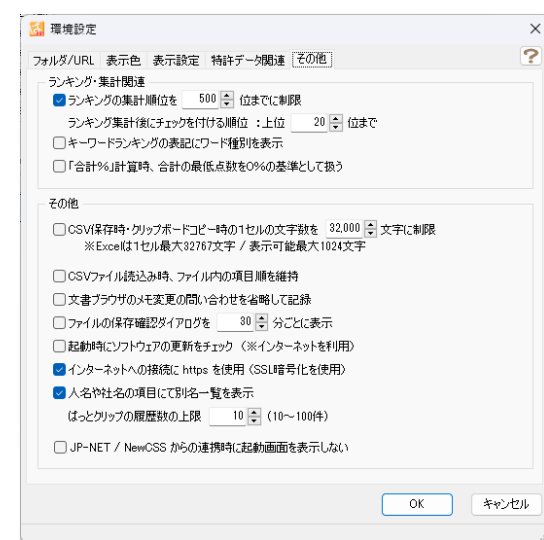 環境設定
フォルダ/URL 表示色 表示設定 特許データ関連 その他
ランキング・集計関連
ランキングの集計順位を 500 位までに制限
ランキング集計後にチェックを付ける順位 :上位 20 位まで
キーワードランキングの表記にワード種別を表示
「合計%」計算時、合計の最低点数を0%の基準として扱う
その他
CSV保存時・クリップボードコピー時の1セルの文字数を 32,000 文字に制限
※Excelは1セル最大32767文字 / 表示可能最大1024文字
CSVファイル読込み時、ファイル内の項目順を維持
文書ブラウザのメモ変更の問い合わせを省略して記録
ファイルの保存確認ダイアログを 30 分ごとに表示
起動時にソフトウェアの更新をチェック (※インターネットを利用)
インターネットへの接続に https を使用 (SSL暗号化を使用)
人名や社名の項目にて別名一覧を表示
ぱっとクリップの履歴数の上限 10 (10~100件)
JP-NET / NewCSS からの連携時に起動画面を表示しない
OK キャンセル